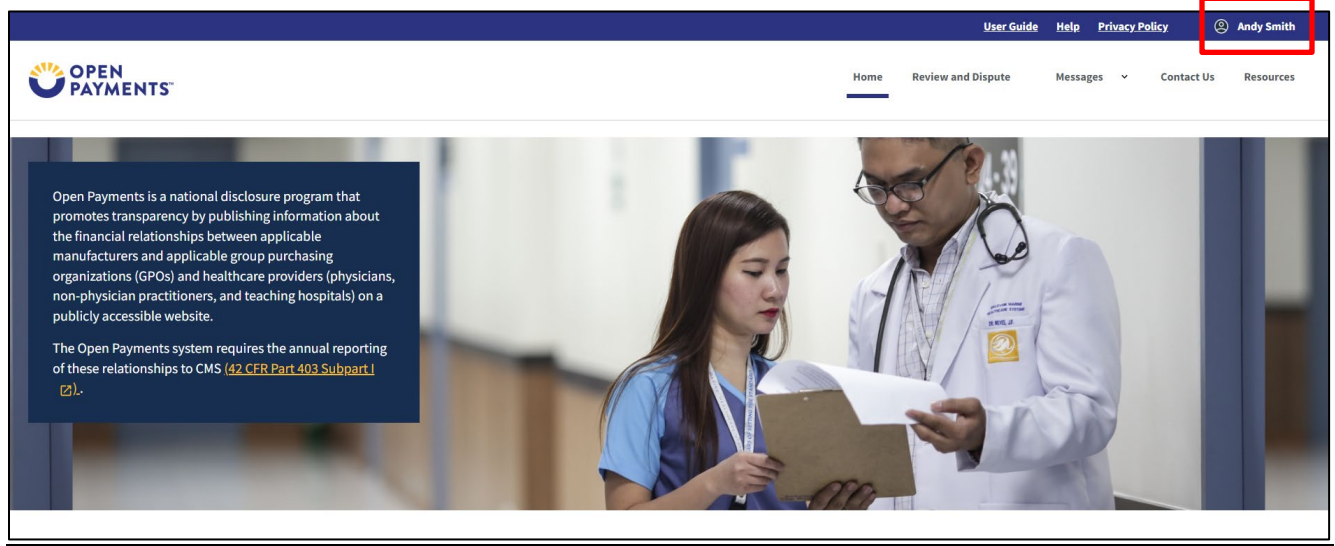 User Guide Help Privacy Policy Andy Smith
OPEN
PAYMENTS™
Home Review and Dispute Messages Contact Us Resources
Open Payments is a national disclosure program that
promotes transparency by publishing information about
the financial relationships between applicable
manufacturers and applicable group purchasing
organizations (GPOs) and healthcare providers (physicians,
non-physician practitioners, and teaching hospitals) on a
publicly accessible website.
The Open Payments system requires the annual reporting
of these relationships to CMS (42 CFR Part 403 Subpart I
).